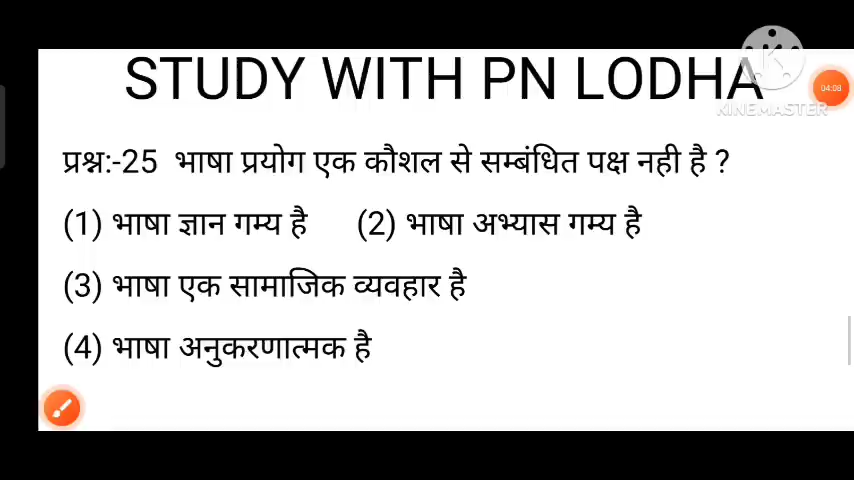 STUDY WITH PN LODHA
KINEMASTER
04:08
प्रश्न:-25 भाषा प्रयोग एक कौशल से सम्बंधित पक्ष नही है ?
(1) भाषा ज्ञान गम्य है (2) भाषा अभ्यास गम्य है
(3) भाषा एक सामाजिक व्यवहार है
(4) भाषा अनुकरणात्मक है